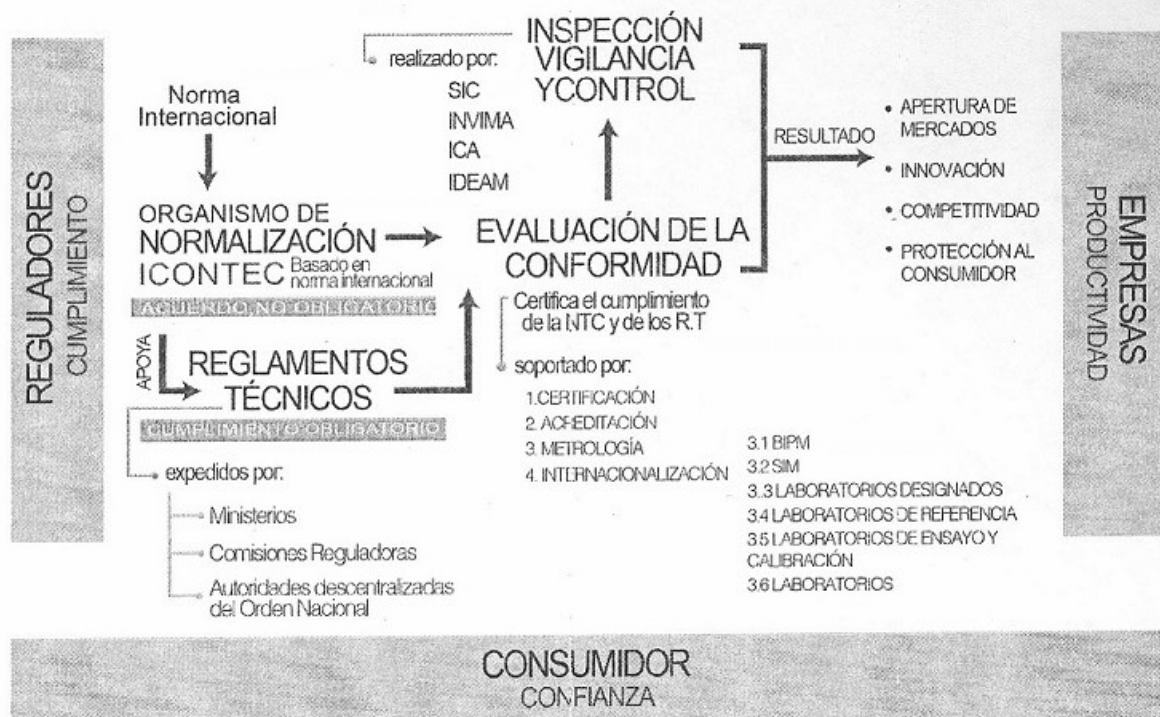 REGULADORES
CUMPLIMIENTO
Norma
Internacional
ORGANISMO DE
NORMALIZACIÓN
ICONTEC Basado en
norma internacional
ACUERDO NO OBLIGATORIO
APOYA
REGLAMENTOS
TÉCNICOS
CUMPLIMIENTO OBLIGATORIO
expedidos por:
Ministerios
Comisiones Reguladoras
Autoridades descentralizadas
del Orden Nacional
INSPECCIÓN
VIGILANCIA
YCONTROL
realizado por:
SIC
INVIMA
ICA
IDEAM
EVALUACIÓN DE LA
CONFORMIDAD
Certifica el cumplimiento
de la NTC y de los R.T
soportado por:
1. CERTIFICACIÓN
2. ACREDITACIÓN
3. METROLOGÍA
4. INTERNACIONALIZACIÓN
3.1 BIPM
3.2 SIM
3.3 LABORATORIOS DESIGNADOS
3.4 LABORATORIOS DE REFERENCIA
3.5 LABORATORIOS DE ENSAYO Y
CALIBRACIÓN
3.6 LABORATORIOS
RESULTADO
• APERTURA DE
MERCADOS
• INNOVACIÓN
• COMPETITIVIDAD
• PROTECCIÓN AL
CONSUMIDOR
EMPRESAS
PRODUCTIVIDAD
CONSUMIDOR
CONFIANZA